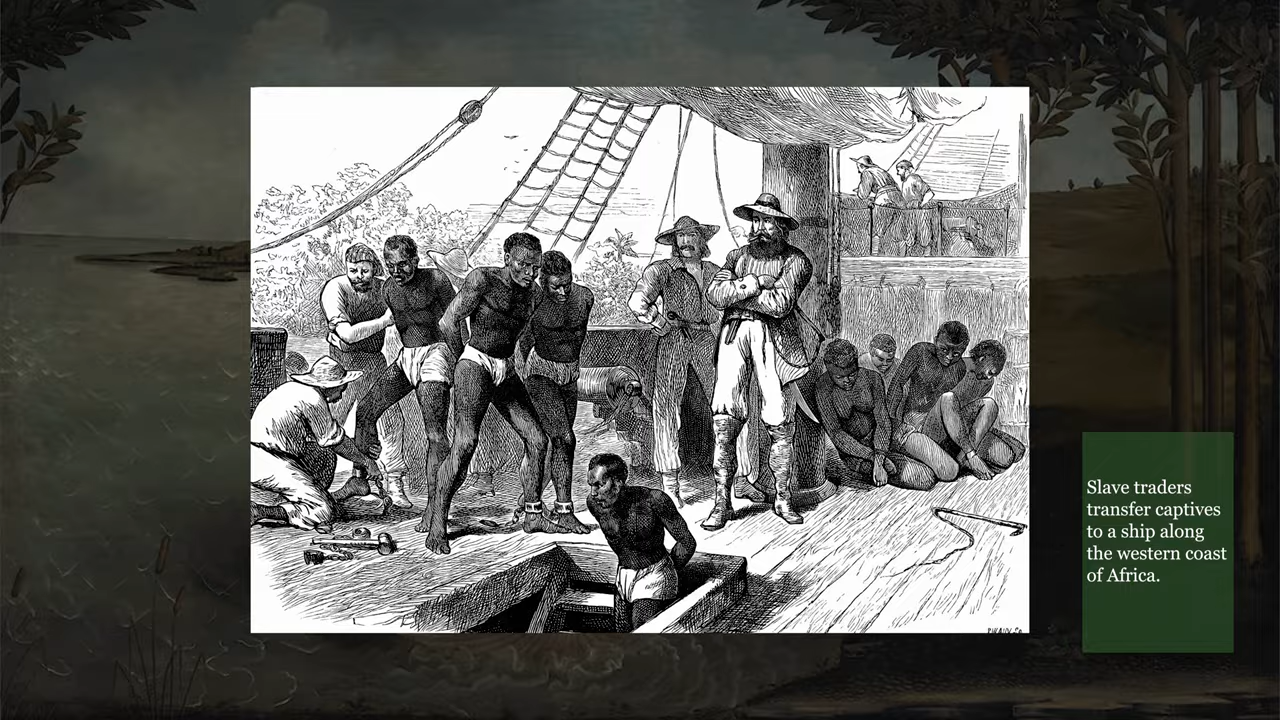 Slave traders
transfer captives
to a ship along
the western coast
of Africa.